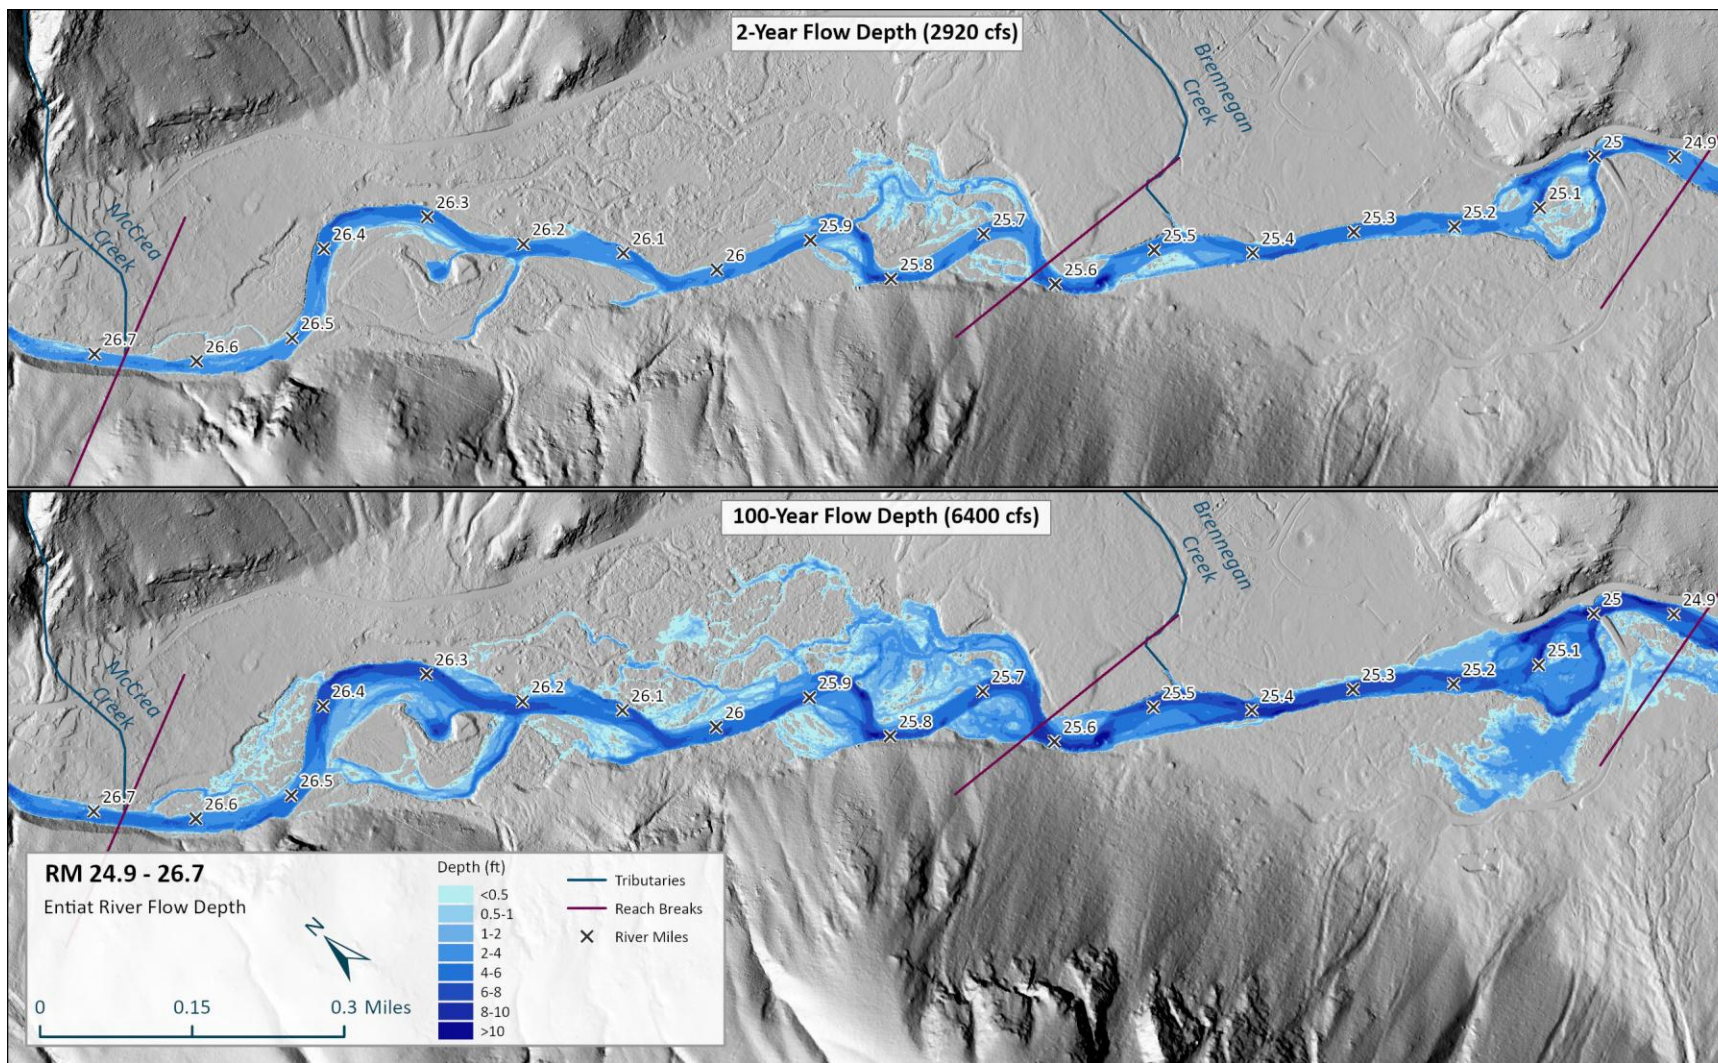 2-Year Flow Depth (2920 cfs)
Brennegan
Creek
McCrea
Creek
26.7
26.6
26.5
26.4
26.3
26.2
26.1
26
25.9
25.8
25.7
25.6
25.5
25.4
25.3
25.2
25.1
25
24.9
100-Year Flow Depth (6400 cfs)
Brennegan
Creek
McCrea
Creek
26.7
26.6
26.5
26.4
26.3
26.2
26.1
26
25.9
25.8
25.7
25.6
25.5
25.4
25.3
25.2
25.1
25
24.9
RM 24.9 - 26.7
Entiat River Flow Depth
N
0 0.15 0.3 Miles
Depth (ft)
<0.5
0.5-1
1-2
2-4
4-6
6-8
8-10
>10
Tributaries
Reach Breaks
River Miles